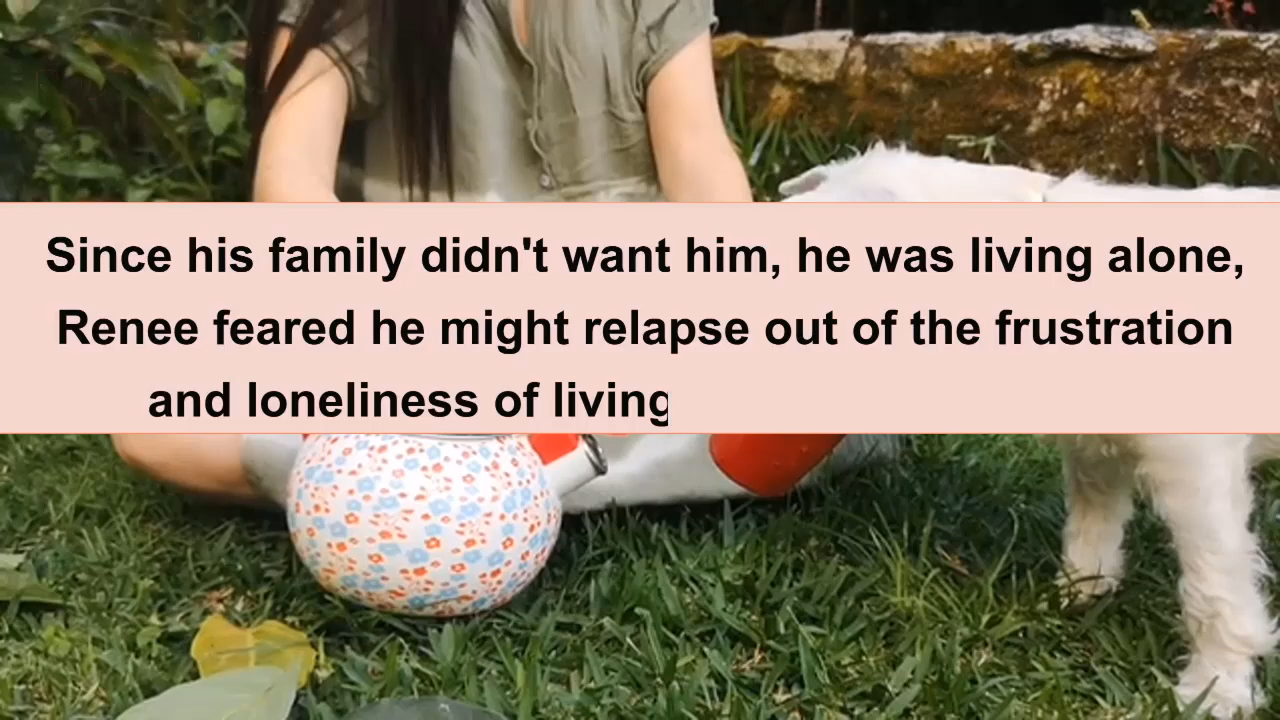 Since his family didn't want him, he was living alone,
Renee feared he might relapse out of the frustration
and loneliness of living